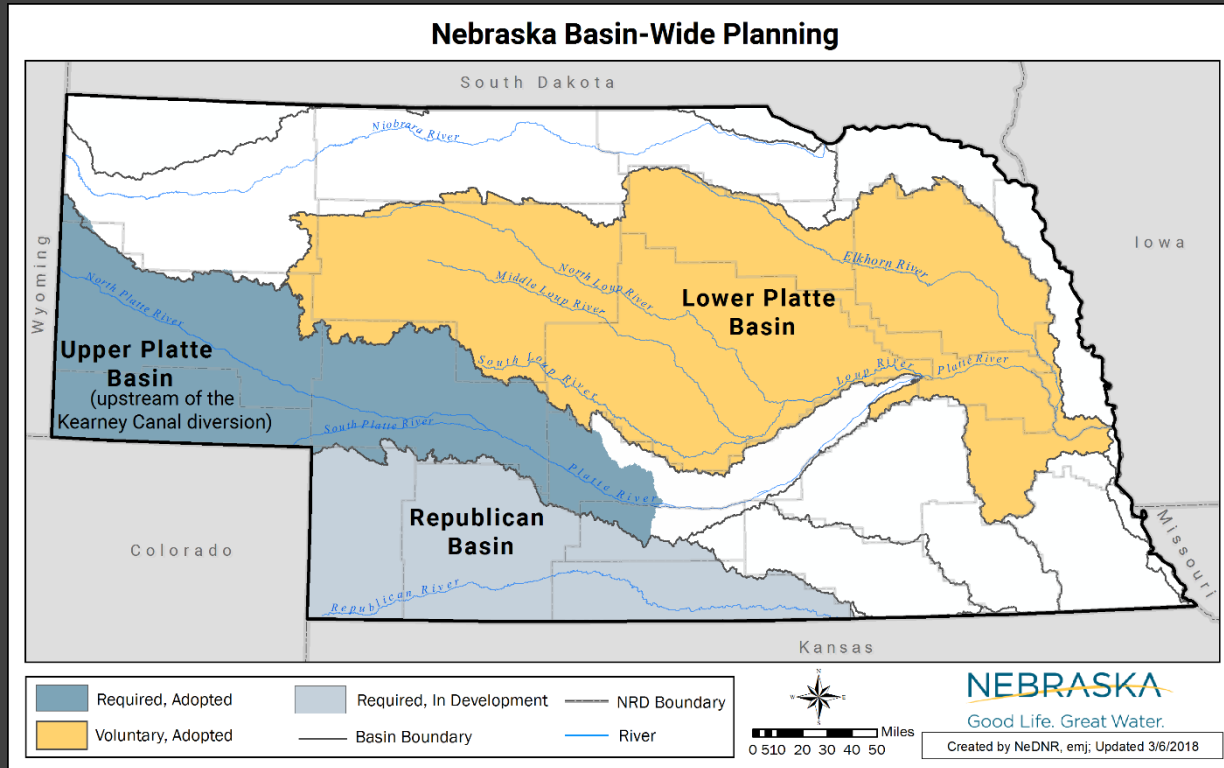 Nebraska Basin-Wide Planning
South Dakota
Niobrara River
Iowa
Wyoming
North Platte River
North Loup River
Middle Loup River
Elkhorn River
Lower Platte
Basin
Upper Platte
Basin
(upstream of the
Kearney Canal diversion)
South Loup River
Loup River
Platte River
South Platte River
Platte River
Republican
Basin
Colorado
Republican River
Missouri
Kansas
Required, Adopted
Required, In Development
NRD Boundary
Voluntary, Adopted
Basin Boundary
River
N
W E
S
0 5 10 20 30 40 50 Miles
NEBRASKA
Good Life. Great Water.
Created by NeDNR, emj; Updated 3/6/2018